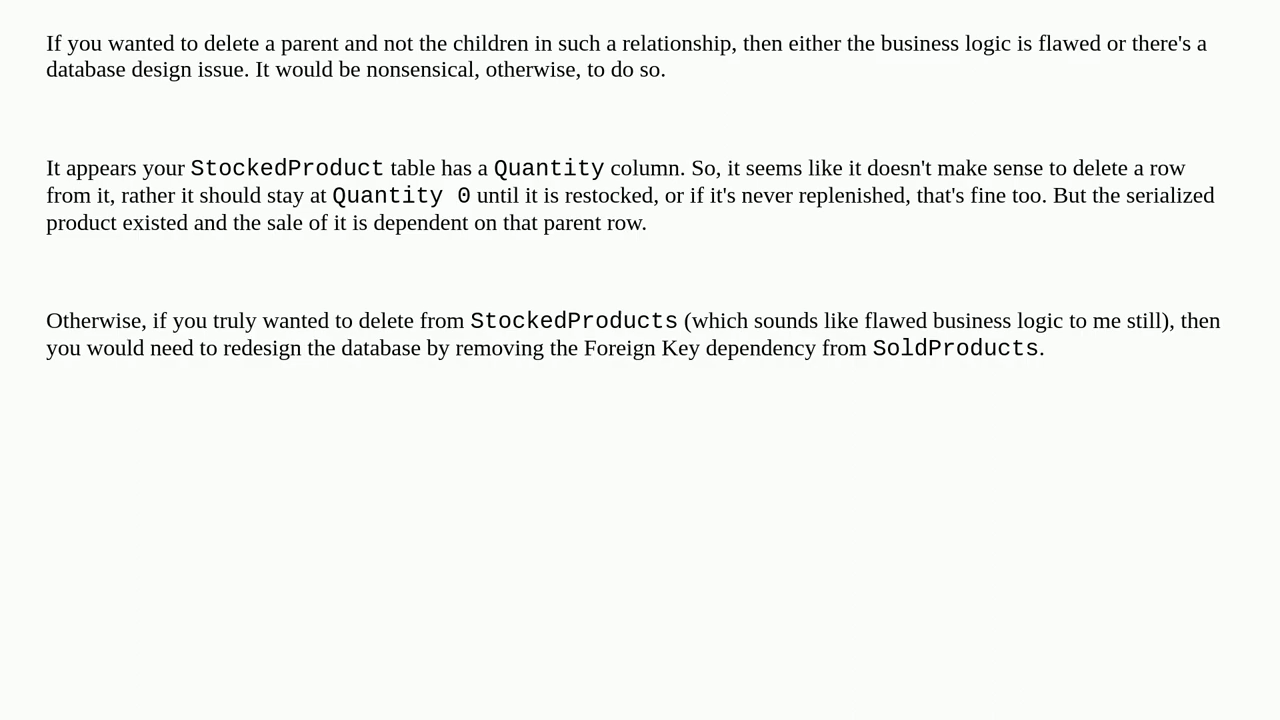 If you wanted to delete a parent and not the children in such a relationship, then either the business logic is flawed or there's a
database design issue. It would be nonsensical, otherwise, to do so.
It appears your StockedProduct table has a Quantity column. So, it seems like it doesn't make sense to delete a row
from it, rather it should stay at Quantity 0 until it is restocked, or if it's never replenished, that's fine too. But the serialized
product existed and the sale of it is dependent on that parent row.
Otherwise, if you truly wanted to delete from StockedProducts (which sounds like flawed business logic to me still), then
you would need to redesign the database by removing the Foreign Key dependency from SoldProducts.